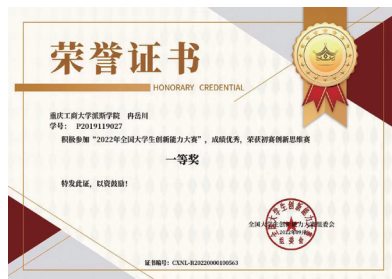 荣誉证书
HONORARY CREDENTIAL
重庆工商大学派斯学院 冉岳川
学号： P2019119027
积极参加“2022年全国大学生创新能力大赛”，成绩优秀，荣获初赛创新思维赛
一等奖
特发此证，以资鼓励！
全国大学生创新能力大赛组委会
证书编号：CXNL-R20220000100563